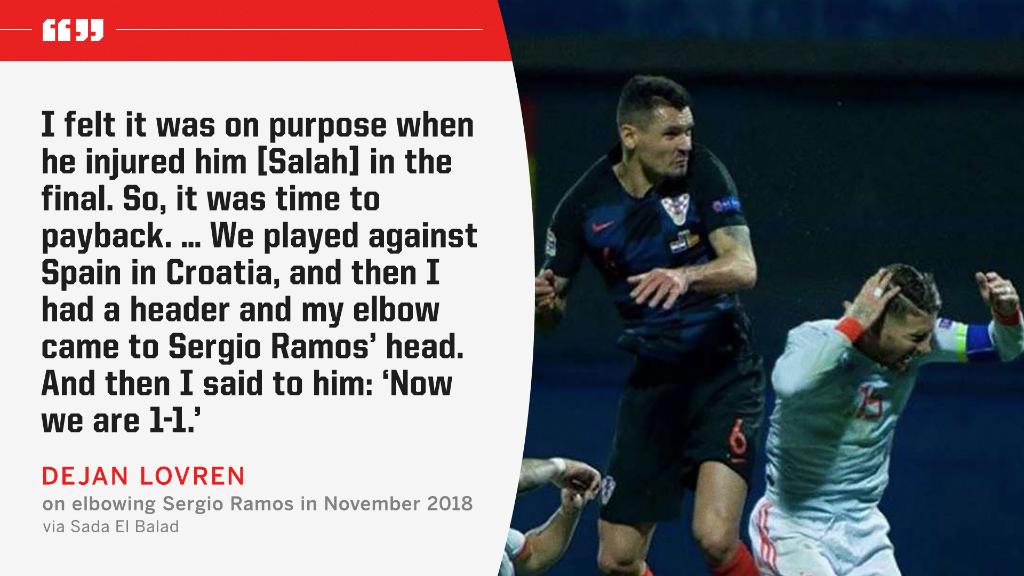 I felt it was on purpose when
he injured him [Salah] in the
final. So, it was time to
payback. ... We played against
Spain in Croatia, and then I
had a header and my elbow
came to Sergio Ramos’ head.
And then I said to him: ‘Now
we are 1-1.’
DEJAN LOVREN
on elbowing Sergio Ramos in November 2018
via Sada El Balad
6
15